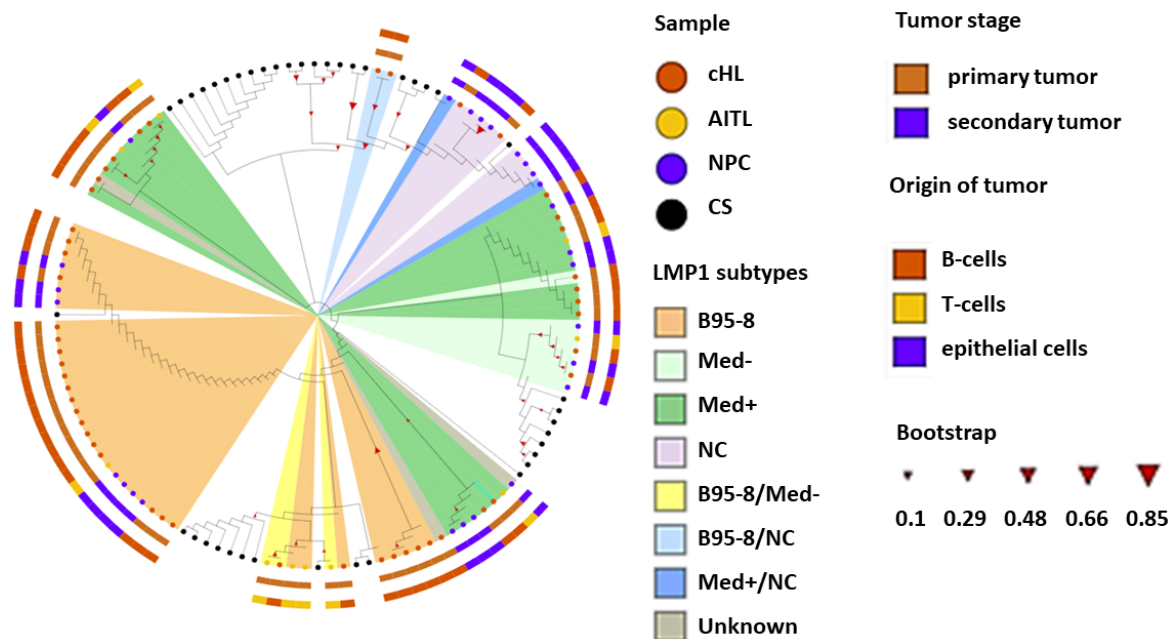 Sample
cHL
AITL
NPC
CS
LMP1 subtypes
B95-8
Med-
Med+
NC
B95-8/Med-
B95-8/NC
Med+/NC
Unknown
Tumor stage
primary tumor
secondary tumor
Origin of tumor
B-cells
T-cells
epithelial cells
Bootstrap
0.1 0.29 0.48 0.66 0.85